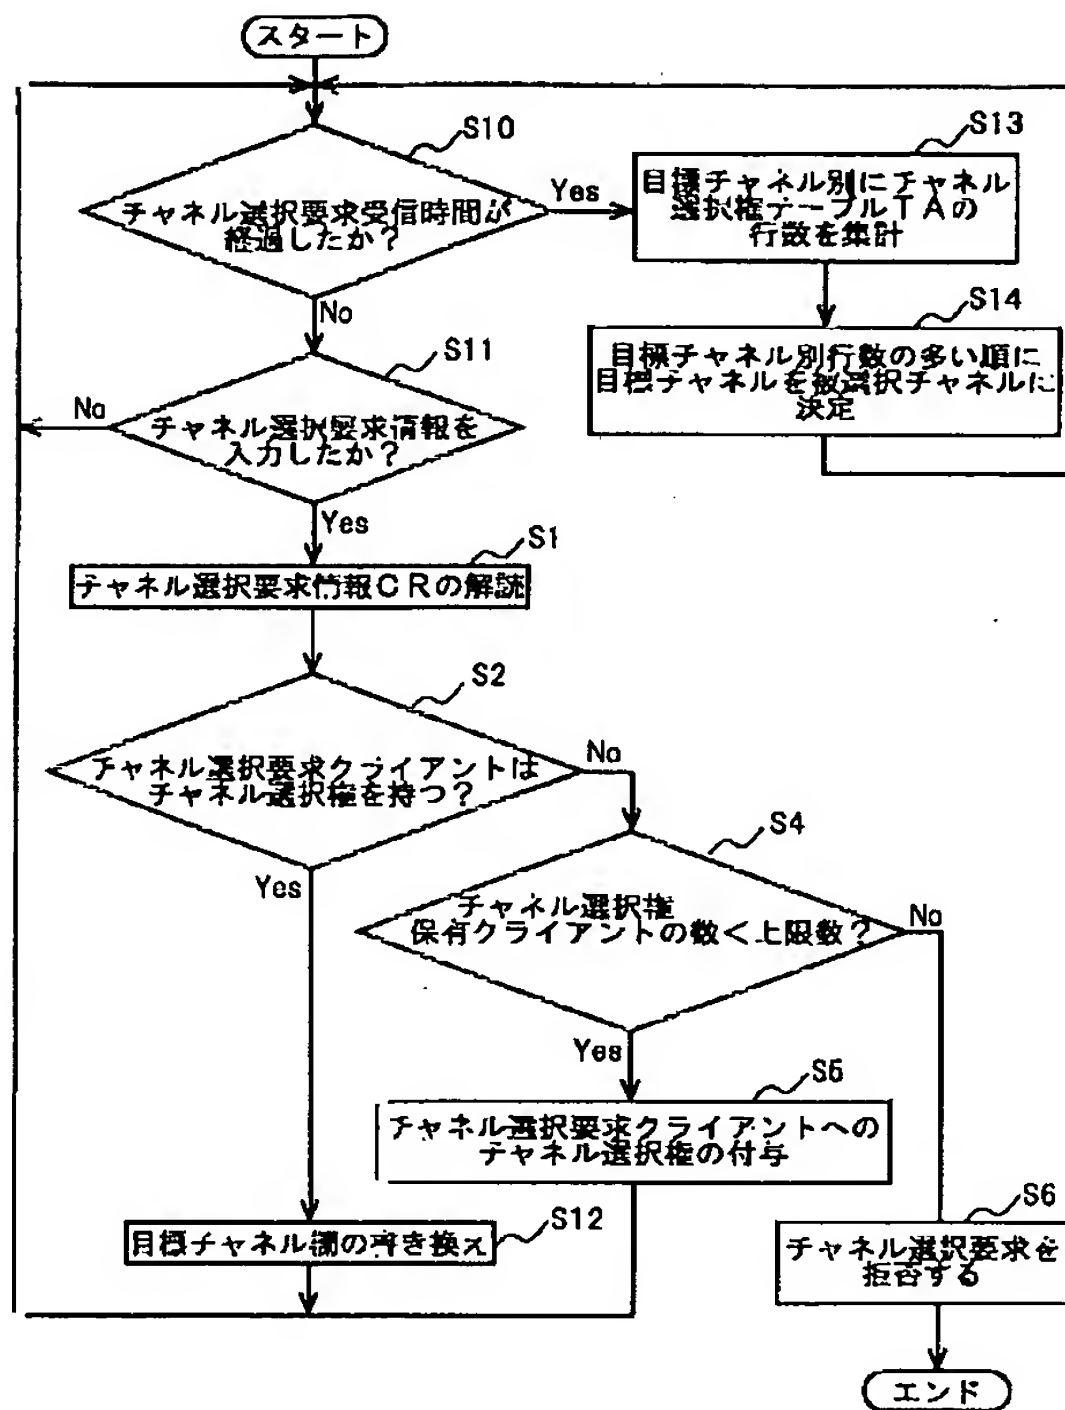 スタート
S10
チャネル選択要求受信時間が
経過したか?
Yes
No
S13
目標チャネル別にチャネル
選択権テーブルTAの
行数を集計
S14
目標チャネル別行数の多い順に
目標チャネルを被選択チャネルに
決定
S11
チャネル選択要求情報を
入力したか?
No
Yes
S1
チャネル選択要求情報CRの解読
S2
チャネル選択要求クライアントは
チャネル選択権を持つ?
No
Yes
S4
チャネル選択権
保有クライアントの数<上限数?
No
Yes
S5
チャネル選択要求クライアントへの
チャネル選択権の付与
S12
目標チャネル欄の書き換え
S6
チャネル選択要求を
拒否する
エンド